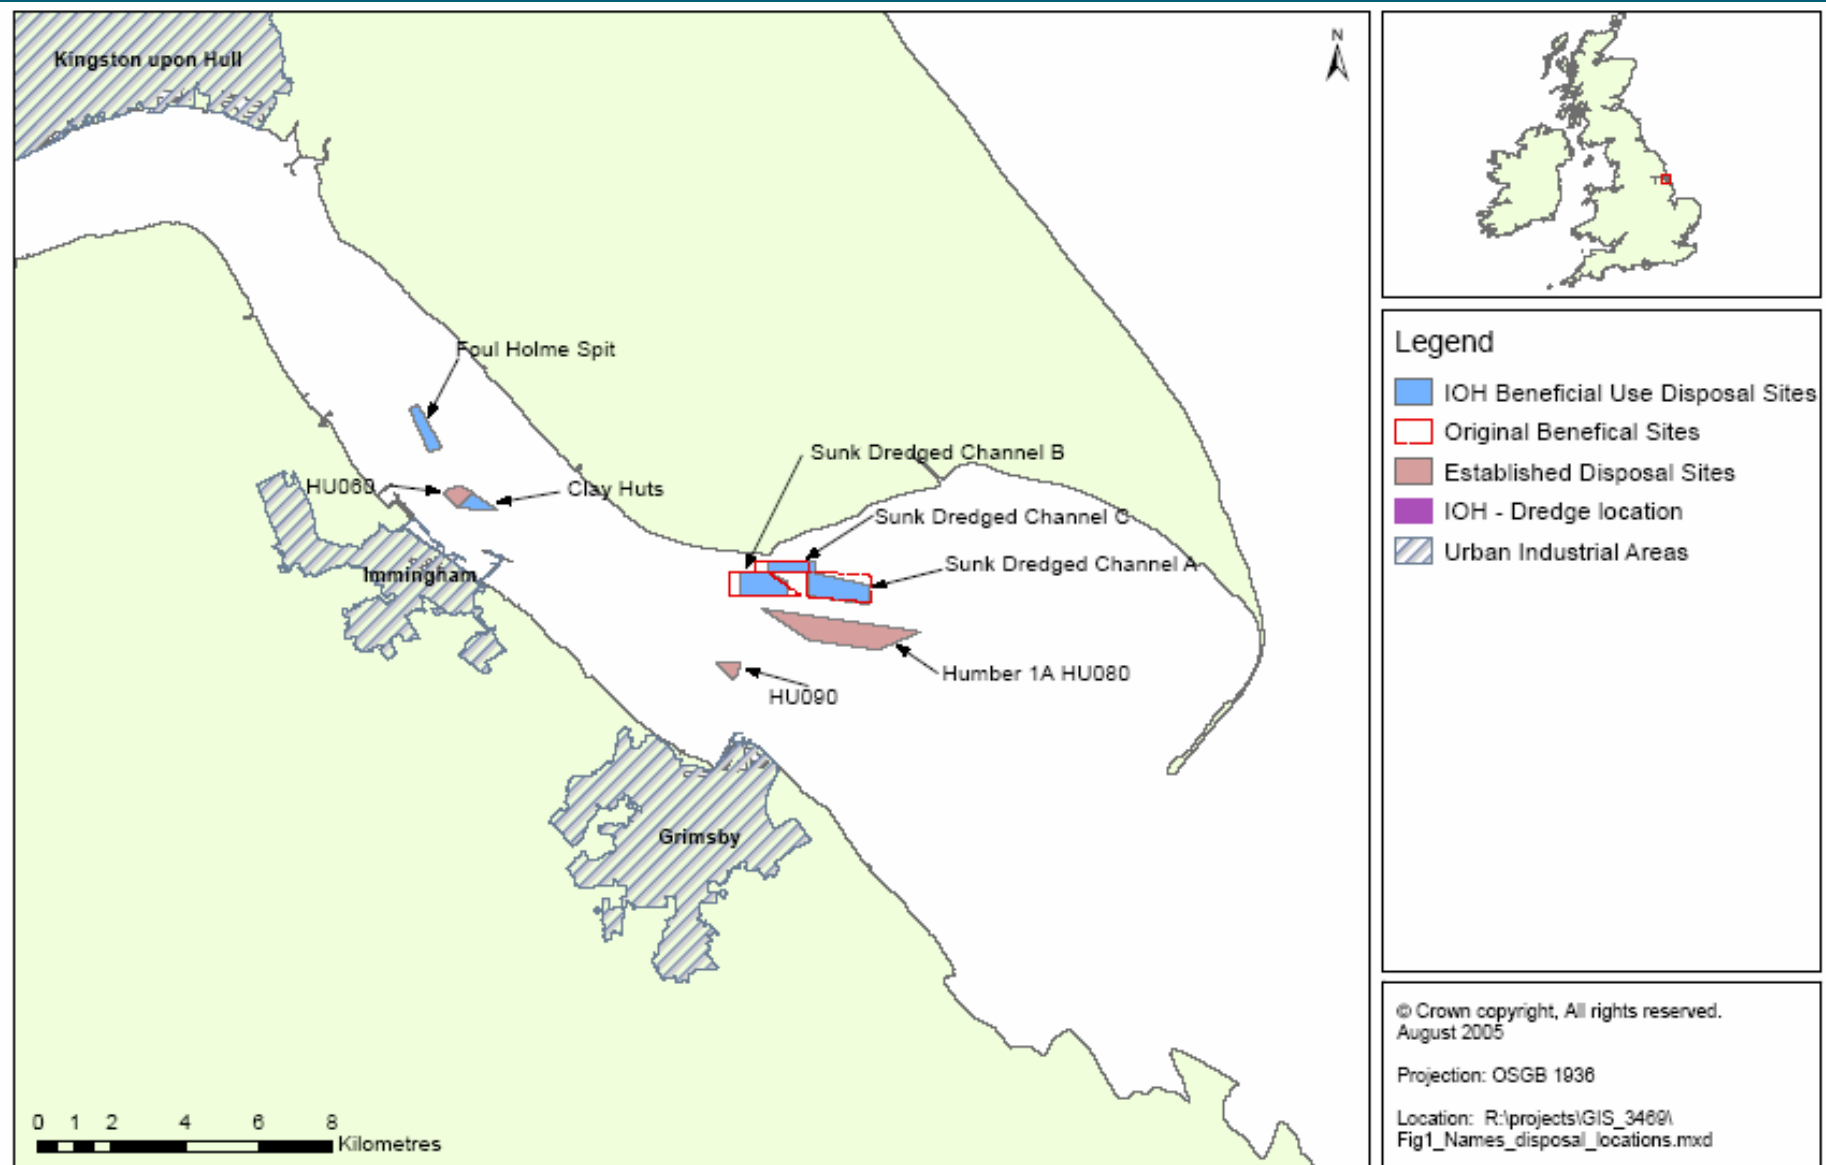 Kingston upon Hull
N
Foul Holme Spit
Sunk Dredged Channel B
HU060
Clay Huts
Sunk Dredged Channel C
Sunk Dredged Channel A
Immingham
Humber 1A HU080
HU090
Grimsby
0 1 2 4 6 8
Kilometres
Legend
IOH Beneficial Use Disposal Sites
Original Benefical Sites
Established Disposal Sites
IOH - Dredge location
Urban Industrial Areas
© Crown copyright, All rights reserved.
August 2005
Projection: OSGB 1936
Location: R:\projects\GIS_3469\
Fig1_Names_disposal_locations.mxd